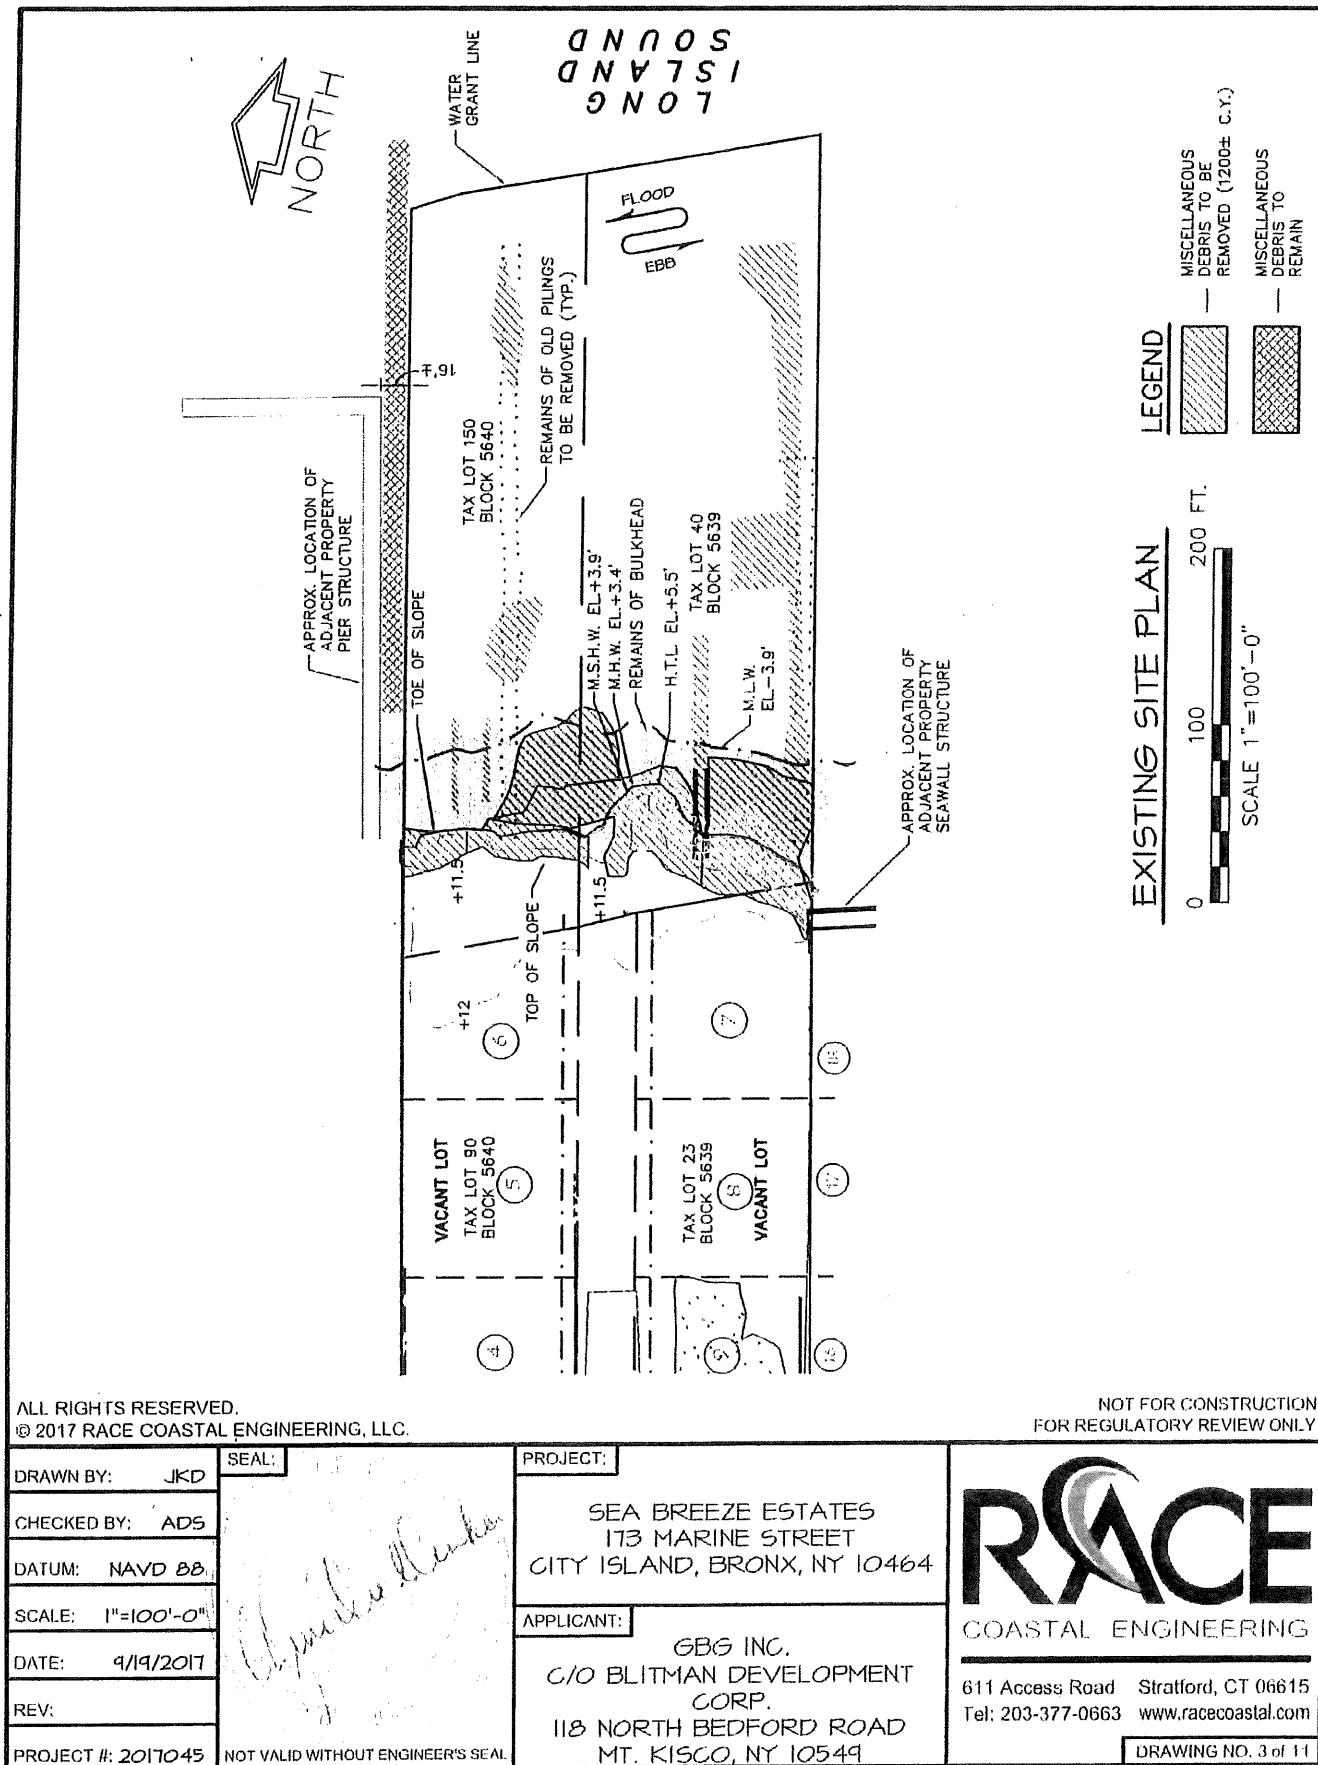 LONG
ISLAND
SOUND
NORTH
WATER
GRANT LINE
FLOOD
EBB
16'±
REMAINS OF OLD PILINGS
TO BE REMOVED (TYP.)
TAX LOT 150
BLOCK 5640
APPROX. LOCATION OF
ADJACENT PROPERTY
PIER STRUCTURE
TOE OF SLOPE
M.S.H.W. EL.+3.9'
M.H.W. EL.+3.4'
REMAINS OF BULKHEAD
H.T.L. EL.+5.5'
TAX LOT 40
BLOCK 5639
M.L.W.
EL.-3.9'
APPROX. LOCATION OF
ADJACENT PROPERTY
SEAWALL STRUCTURE
+11.5
+11.5
TOP OF SLOPE
+12
6
7
18
VACANT LOT
TAX LOT 90
BLOCK 5640
5
TAX LOT 23
BLOCK 5639
8
VACANT LOT
17
4
9
LEGEND
MISCELLANEOUS
DEBRIS TO BE
REMOVED (1200± C.Y.)
MISCELLANEOUS
DEBRIS TO
REMAIN
EXISTING SITE PLAN
0 100 200 FT.
SCALE 1"=100'-0"
ALL RIGHTS RESERVED.
© 2017 RACE COASTAL ENGINEERING, LLC.
NOT FOR CONSTRUCTION
FOR REGULATORY REVIEW ONLY
DRAWN BY: JKD
CHECKED BY: ADS
DATUM: NAVD 88
SCALE: 1"=100'-0"
DATE: 9/19/2017
REV:
PROJECT #: 2017045
SEAL:
NOT VALID WITHOUT ENGINEER'S SEAL
PROJECT:
SEA BREEZE ESTATES
173 MARINE STREET
CITY ISLAND, BRONX, NY 10464
APPLICANT:
GBG INC.
C/O BLITMAN DEVELOPMENT
CORP.
118 NORTH BEDFORD ROAD
MT. KISCO, NY 10549
RACE
COASTAL ENGINEERING
611 Access Road Stratford, CT 06615
Tel: 203-377-0663 www.racecoastal.com
DRAWING NO. 3 of 11